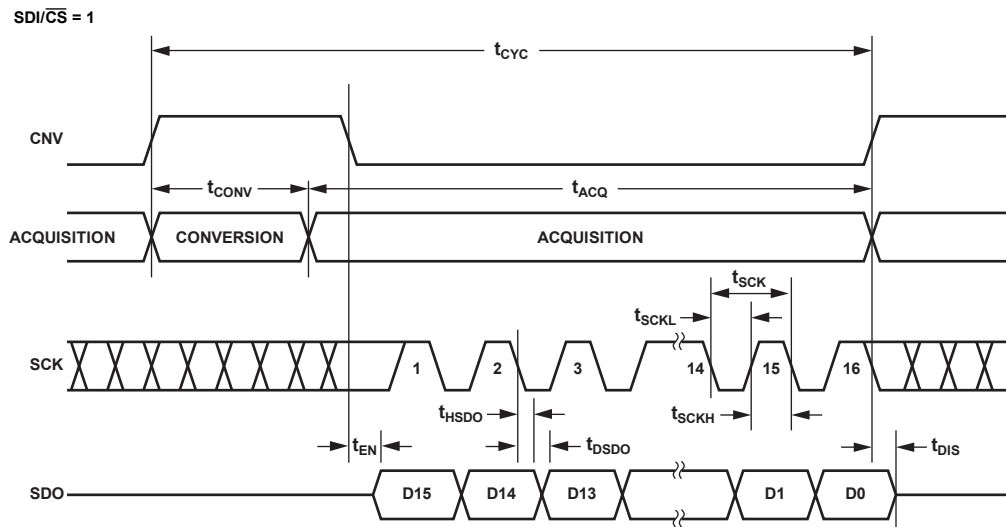 SDI/CS = 1
tCYC
CNV
tCONV
tACQ
ACQUISITION
CONVERSION
ACQUISITION
tSCK
tSCKL
SCK
1
2
3
14
15
16
tHSDO
tSCKH
tEN
tDSDO
tDIS
SDO
D15
D14
D13
D1
D0